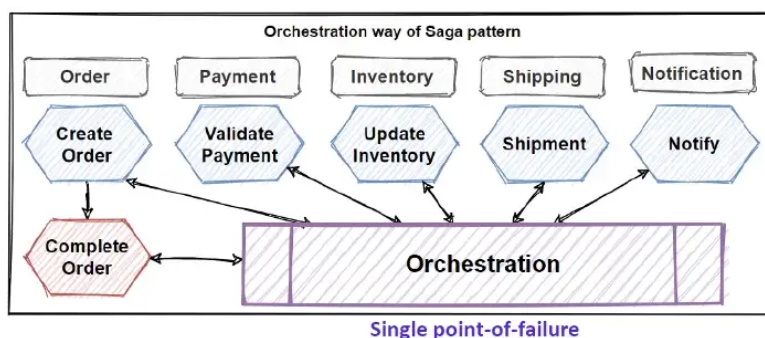 Orchestration way of Saga pattern
Order
Payment
Inventory
Shipping
Notification
Create
Order
Validate
Payment
Update
Inventory
Shipment
Notify
Complete
Order
Orchestration
Single point-of-failure